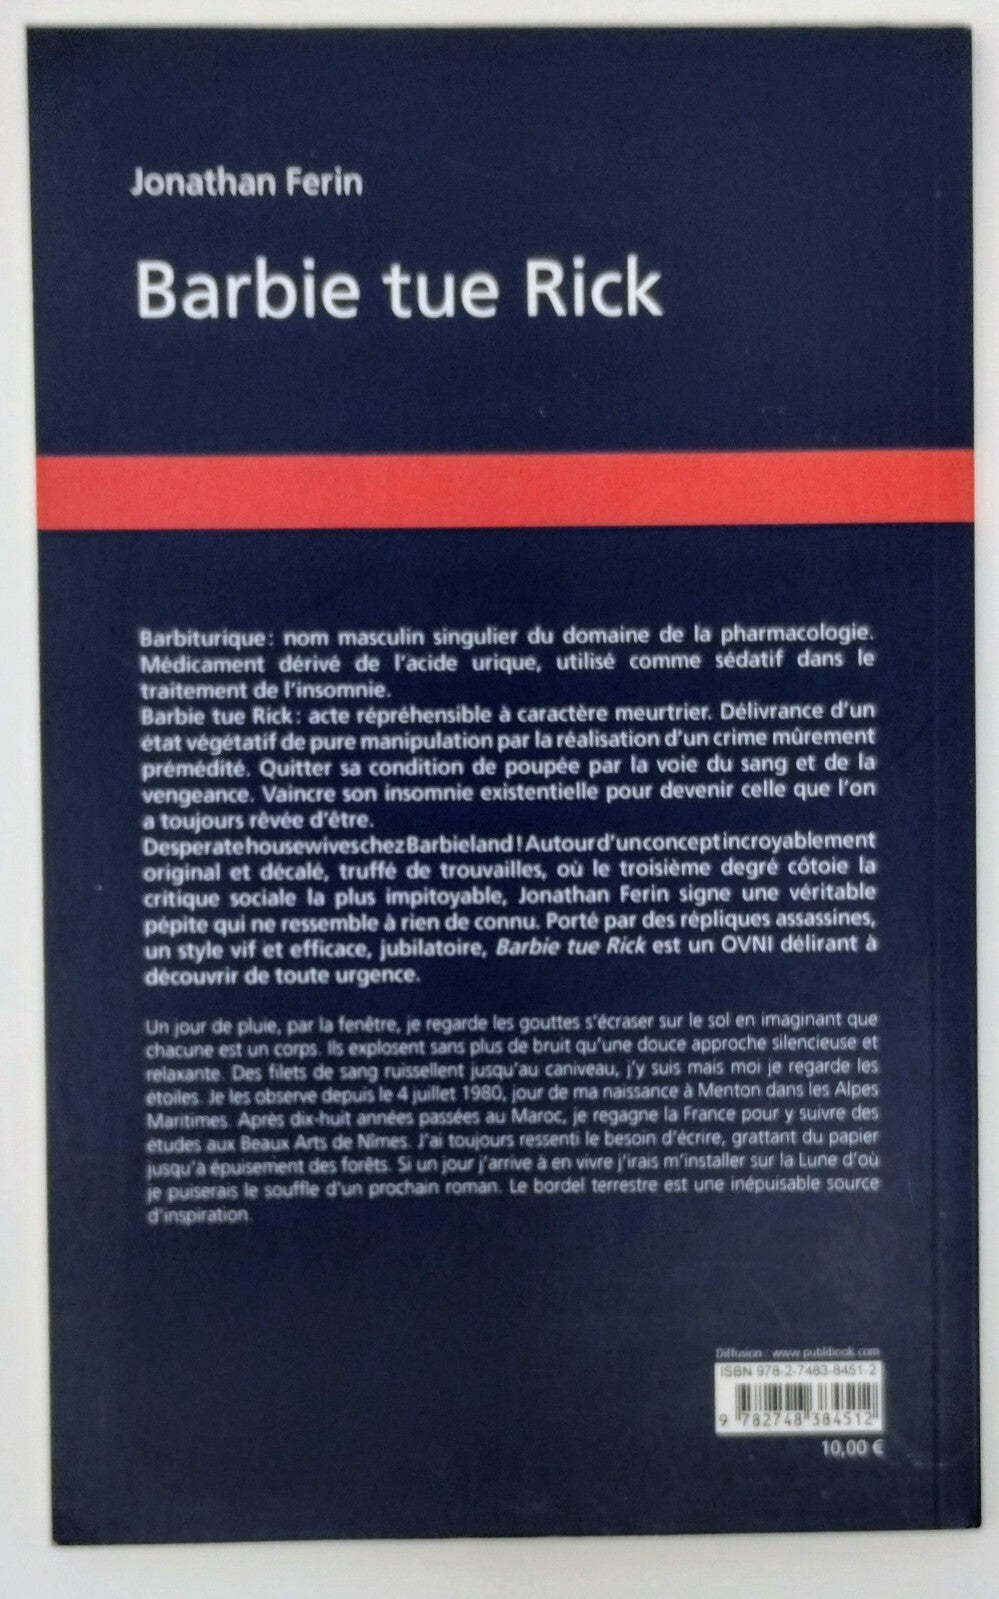 Jonathan Ferin
Barbie tue Rick
Barbiturique : nom masculin singulier du domaine de la pharmacologie.
Médicament dérivé de l'acide urique, utilisé comme sédatif dans le
traitement de l'insomnie.
Barbie tue Rick : acte répréhensible à caractère meurtrier. Délivrance d'un
état végétatif de pure manipulation par la réalisation d'un crime mûrement
prémédité. Quitter sa condition de poupée par la voie du sang et de la
vengeance. Vaincre son insomnie existentielle pour devenir celle que l'on
a toujours rêvée d'être.
Desperate housewives chez Barbieland ! Autour d'un concept incroyablement
original et décalé, truffé de trouvailles, où le troisième degré côtoie la
critique sociale la plus impitoyable, Jonathan Ferin signe une véritable
pépite qui ne ressemble à rien de connu. Porté par des répliques assassines,
un style vif et efficace, jubilatoire, Barbie tue Rick est un OVNI délirant à
découvrir de toute urgence.
Un jour de pluie, par la fenêtre, je regarde les gouttes s'écraser sur le sol en imaginant que
chacune est un corps. Ils explosent sans plus de bruit qu'une douce approche silencieuse et
relaxante. Des filets de sang ruissellent jusqu'au caniveau, j'y suis mais moi je regarde les
étoiles. Je les observe depuis le 4 juillet 1980, jour de ma naissance à Menton dans les Alpes
Maritimes. Après dix-huit années passées au Maroc, je regagne la France pour y suivre des
études aux Beaux Arts de Nîmes. J'ai toujours ressenti le besoin d'écrire, grattant du papier
jusqu'à épuisement des forêts. Si un jour j'arrive à en vivre j'irais m'installer sur la Lune d'où
je puiserais le souffle d'un prochain roman. Le bordel terrestre est une inépuisable source
d'inspiration.
Diffusion : www.publibook.com
ISBN 978-2-7483-8451-2
9 782748 384512
10,00 €